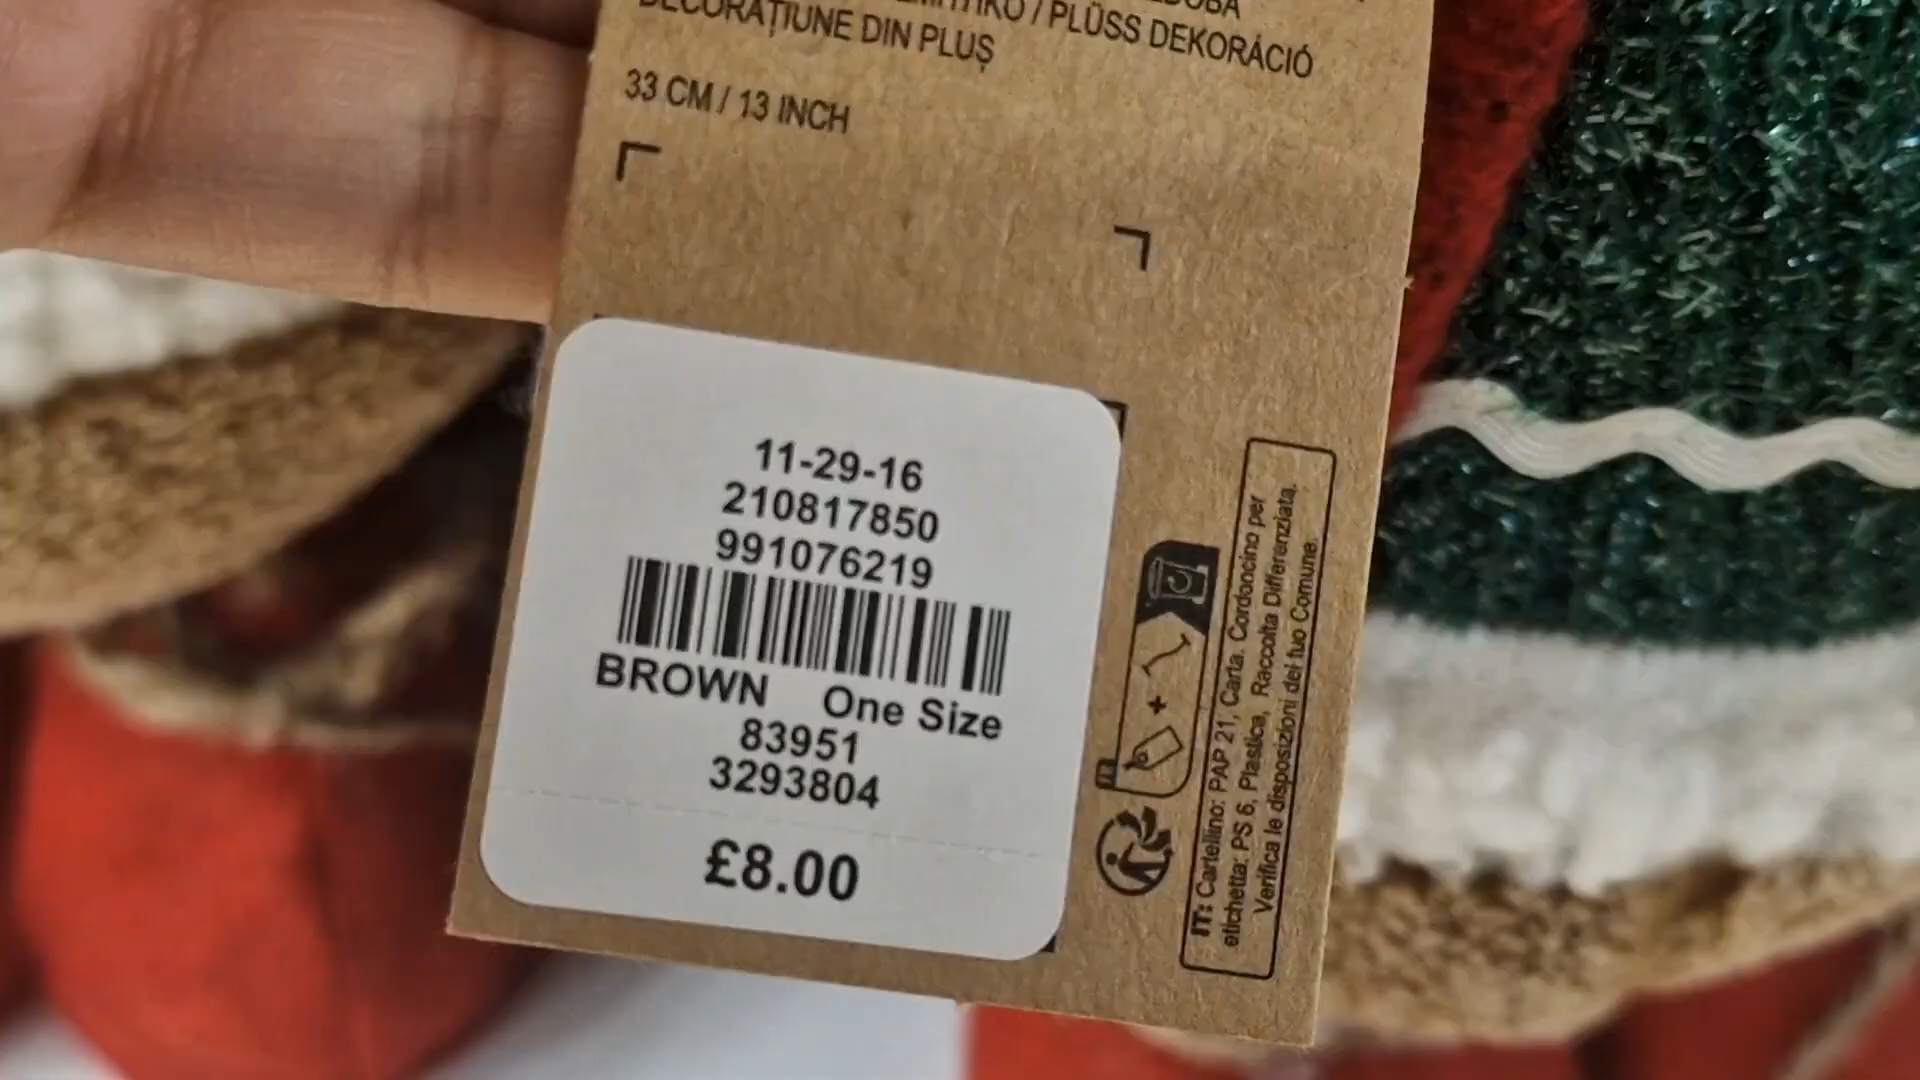 PLÜSS DEKORÁCIÓ
DECORAȚIUNE DIN PLUȘ
33 CM / 13 INCH
11-29-16
210817850
991076219
BROWN One Size
83951
3293804
£8.00
IT: Cartellino: PAP 21, Carta. Cordoncino per
etichetta: PS 6, Plastica, Raccolta Differenziata.
Verifica le disposizioni del tuo Comune.